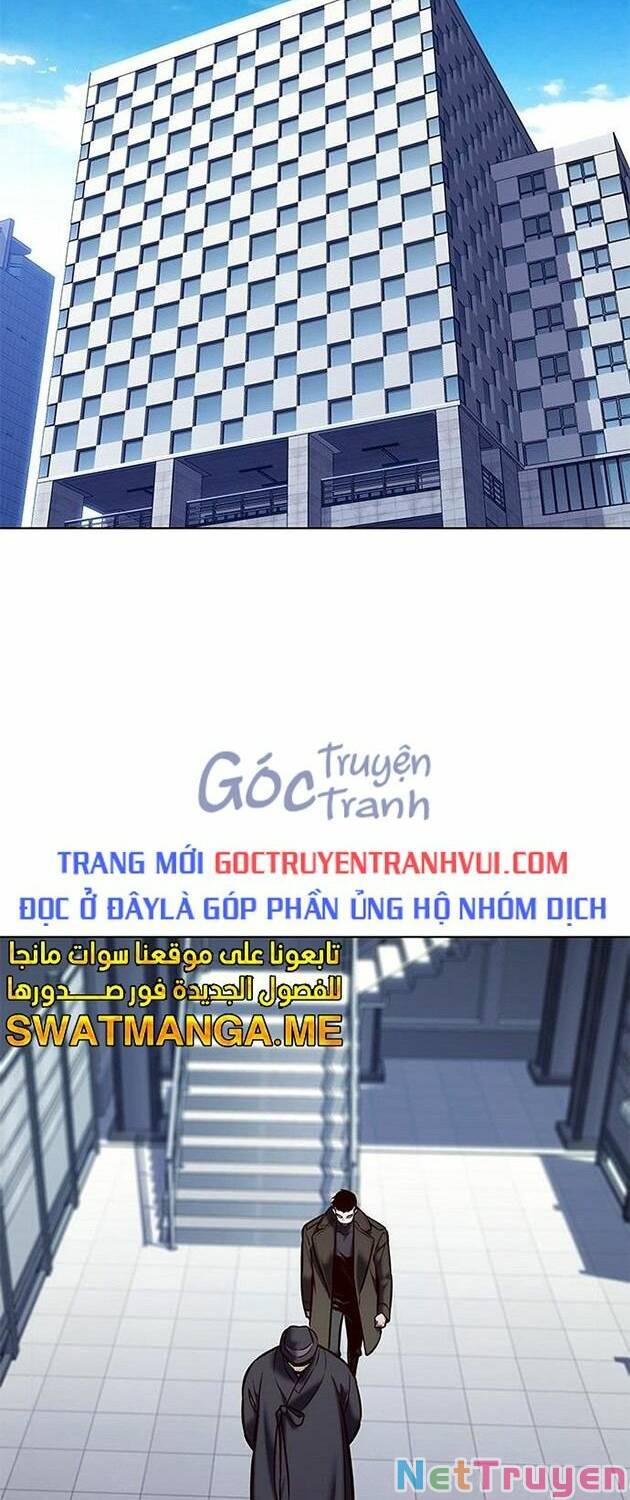 Góc Truyện
Tranh
TRANG MỚI GOCTRUYENTRANHVUI.COM
ĐỌC Ở ĐÂYLÀ GÓP PHẦN ỦNG HỘ NHÓM DỊCH
تابعونا على موقعنا سوات مانجا
للفصول الجديدة فور صــدورها
SWATMANGA.ME
NetTruyen